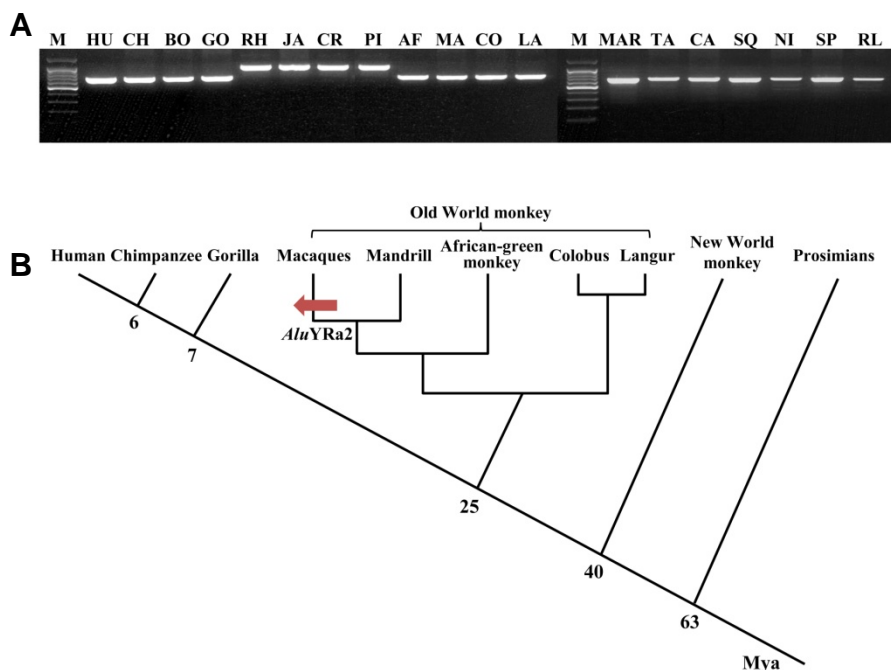 A
M HU CH BO GO RH JA CR PI AF MA CO LA M MAR TA CA SQ NI SP RL
B
Old World monkey
Human Chimpanzee Gorilla Macaques Mandrill African-green monkey Colobus Langur New World monkey Prosimians
AluYRa2
6
7
25
40
63
Mya